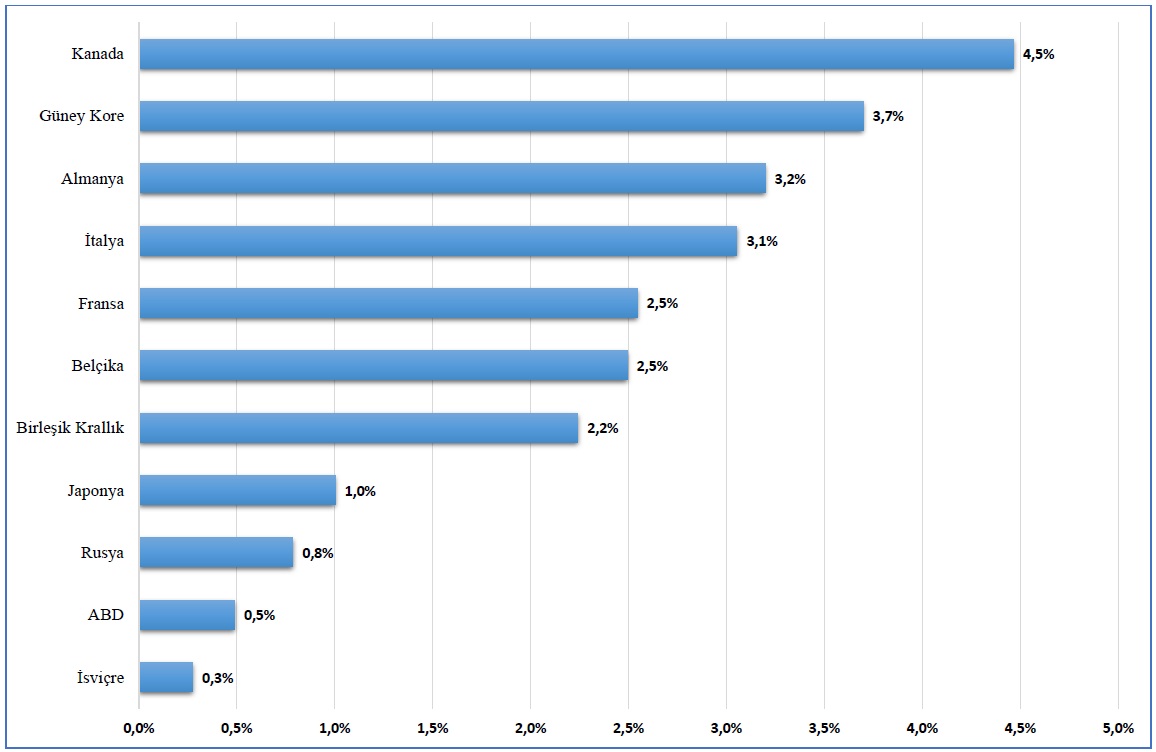 Kanada 4,5%
Güney Kore 3,7%
Almanya 3,2%
İtalya 3,1%
Fransa 2,5%
Belçika 2,5%
Birleşik Krallık 2,2%
Japonya 1,0%
Rusya 0,8%
ABD 0,5%
İsviçre 0,3%
0,0% 0,5% 1,0% 1,5% 2,0% 2,5% 3,0% 3,5% 4,0% 4,5% 5,0%